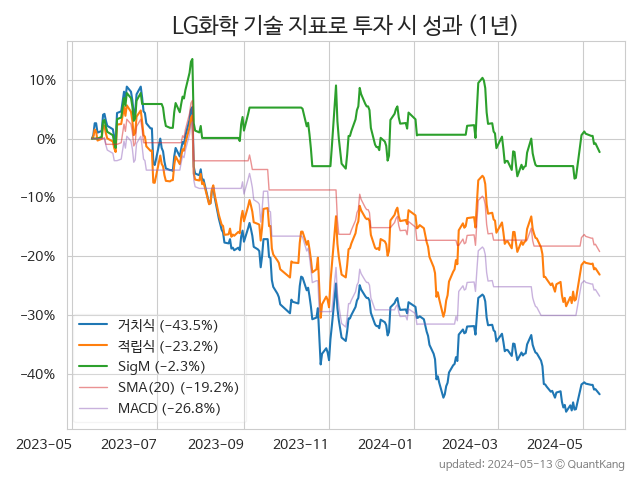 LG화학 기술 지표로 투자 시 성과 (1년)
10%
0%
−10%
−20%
−30%
−40%
거치식 (−43.5%)
적립식 (−23.2%)
SigM (−2.3%)
SMA(20) (−19.2%)
MACD (−26.8%)
2023-05 2023-07 2023-09 2023-11 2024-01 2024-03 2024-05
updated: 2024-05-13 © QuantKang